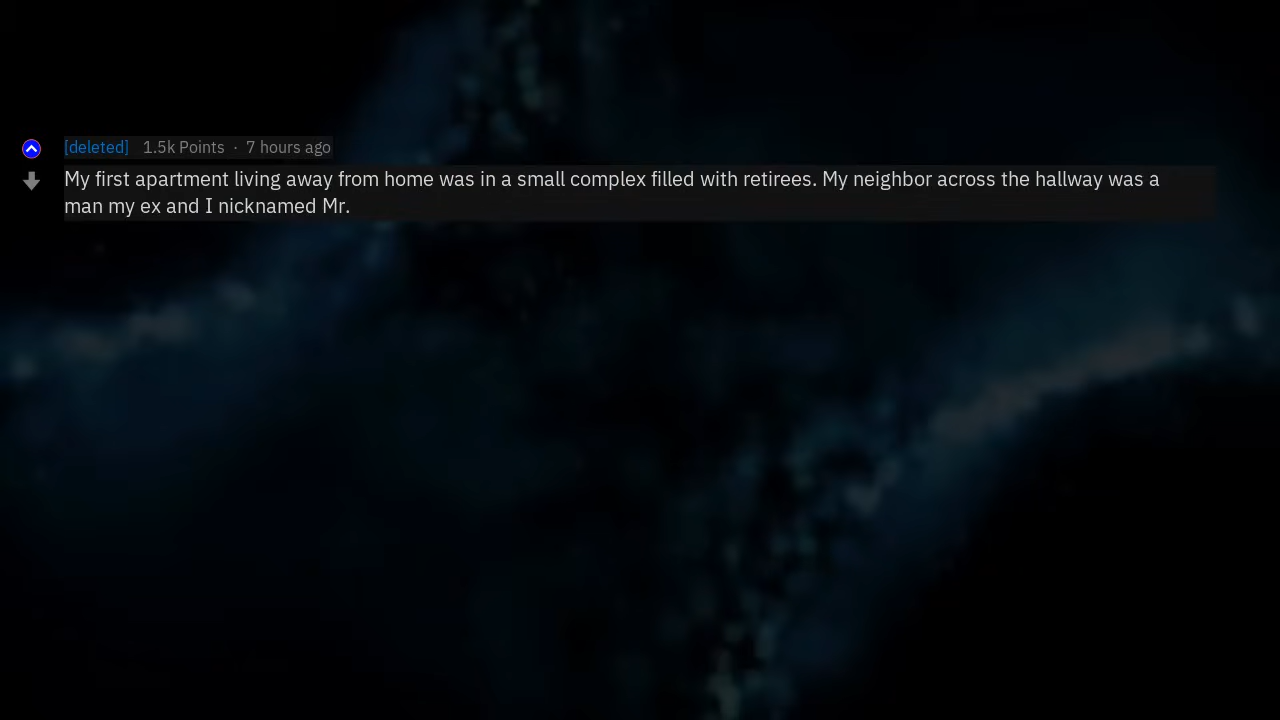 [deleted] 1.5k Points · 7 hours ago
My first apartment living away from home was in a small complex filled with retirees. My neighbor across the hallway was a
man my ex and I nicknamed Mr.